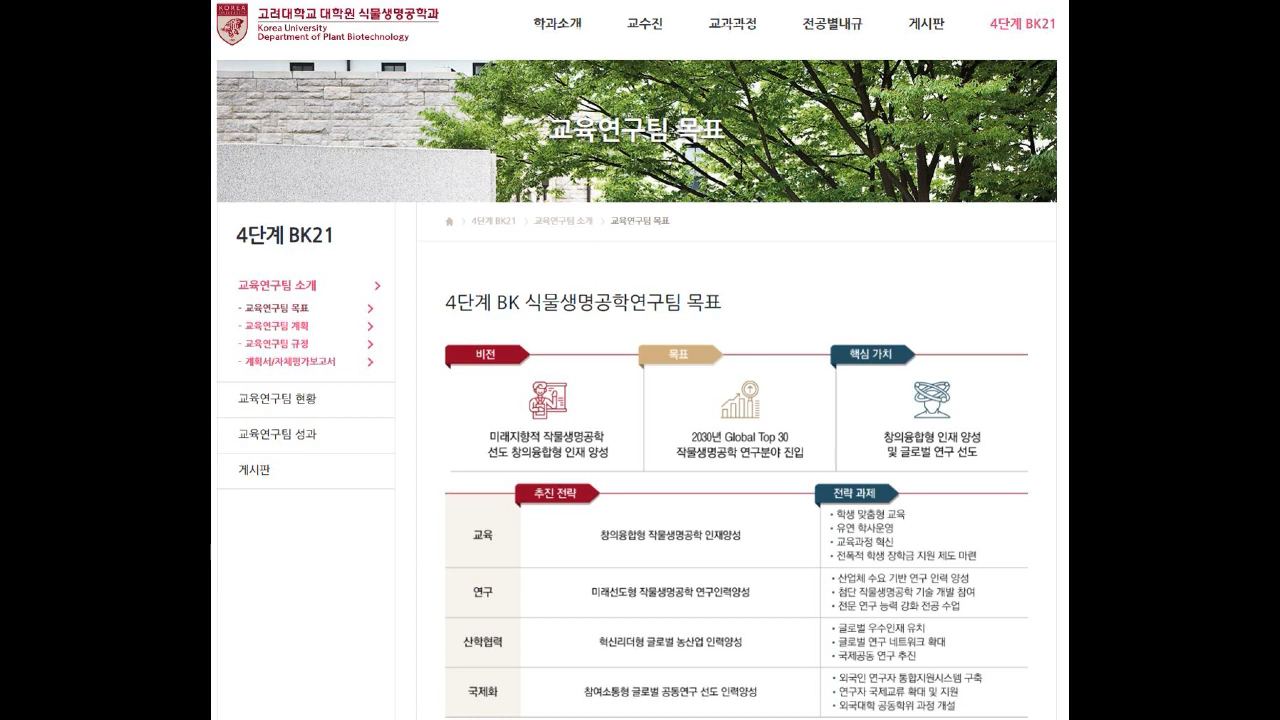 KOREA
고려대학교 대학원 식물생명공학과
Korea University
Department of Plant Biotechnology
학과소개
교수진
교과과정
전공별내규
게시판
4단계 BK21
교육연구팀 목표
4단계 BK21
교육연구팀 소개
- 교육연구팀 목표
- 교육연구팀 계획
- 교육연구팀 규정
- 계획서/자체평가보고서
교육연구팀 현황
교육연구팀 성과
게시판
4단계 BK21 > 교육연구팀 소개 > 교육연구팀 목표
4단계 BK 식물생명공학연구팀 목표
비전
목표
핵심 가치
미래지향적 작물생명공학
선도 창의융합형 인재 양성
2030년 Global Top 30
작물생명공학 연구분야 진입
창의융합형 인재 양성
및 글로벌 연구 선도
추진 전략
전략 과제
교육
창의융합형 작물생명공학 인재양성
• 학생 맞춤형 교육
• 유연 학사운영
• 교육과정 혁신
• 전폭적 학생 장학금 지원 제도 마련
연구
미래선도형 작물생명공학 연구인력양성
• 산업체 수요 기반 연구 인력 양성
• 첨단 작물생명공학 기술 개발 참여
• 전문 연구 능력 강화 전공 수업
산학협력
혁신리더형 글로벌 농산업 인력양성
• 글로벌 우수인재 유치
• 글로벌 연구 네트워크 확대
• 국제공동 연구 추진
국제화
참여소통형 글로벌 공동연구 선도 인력양성
• 외국인 연구자 통합지원시스템 구축
• 연구자 국제교류 확대 및 지원
• 외국대학 공동학위 과정 개설